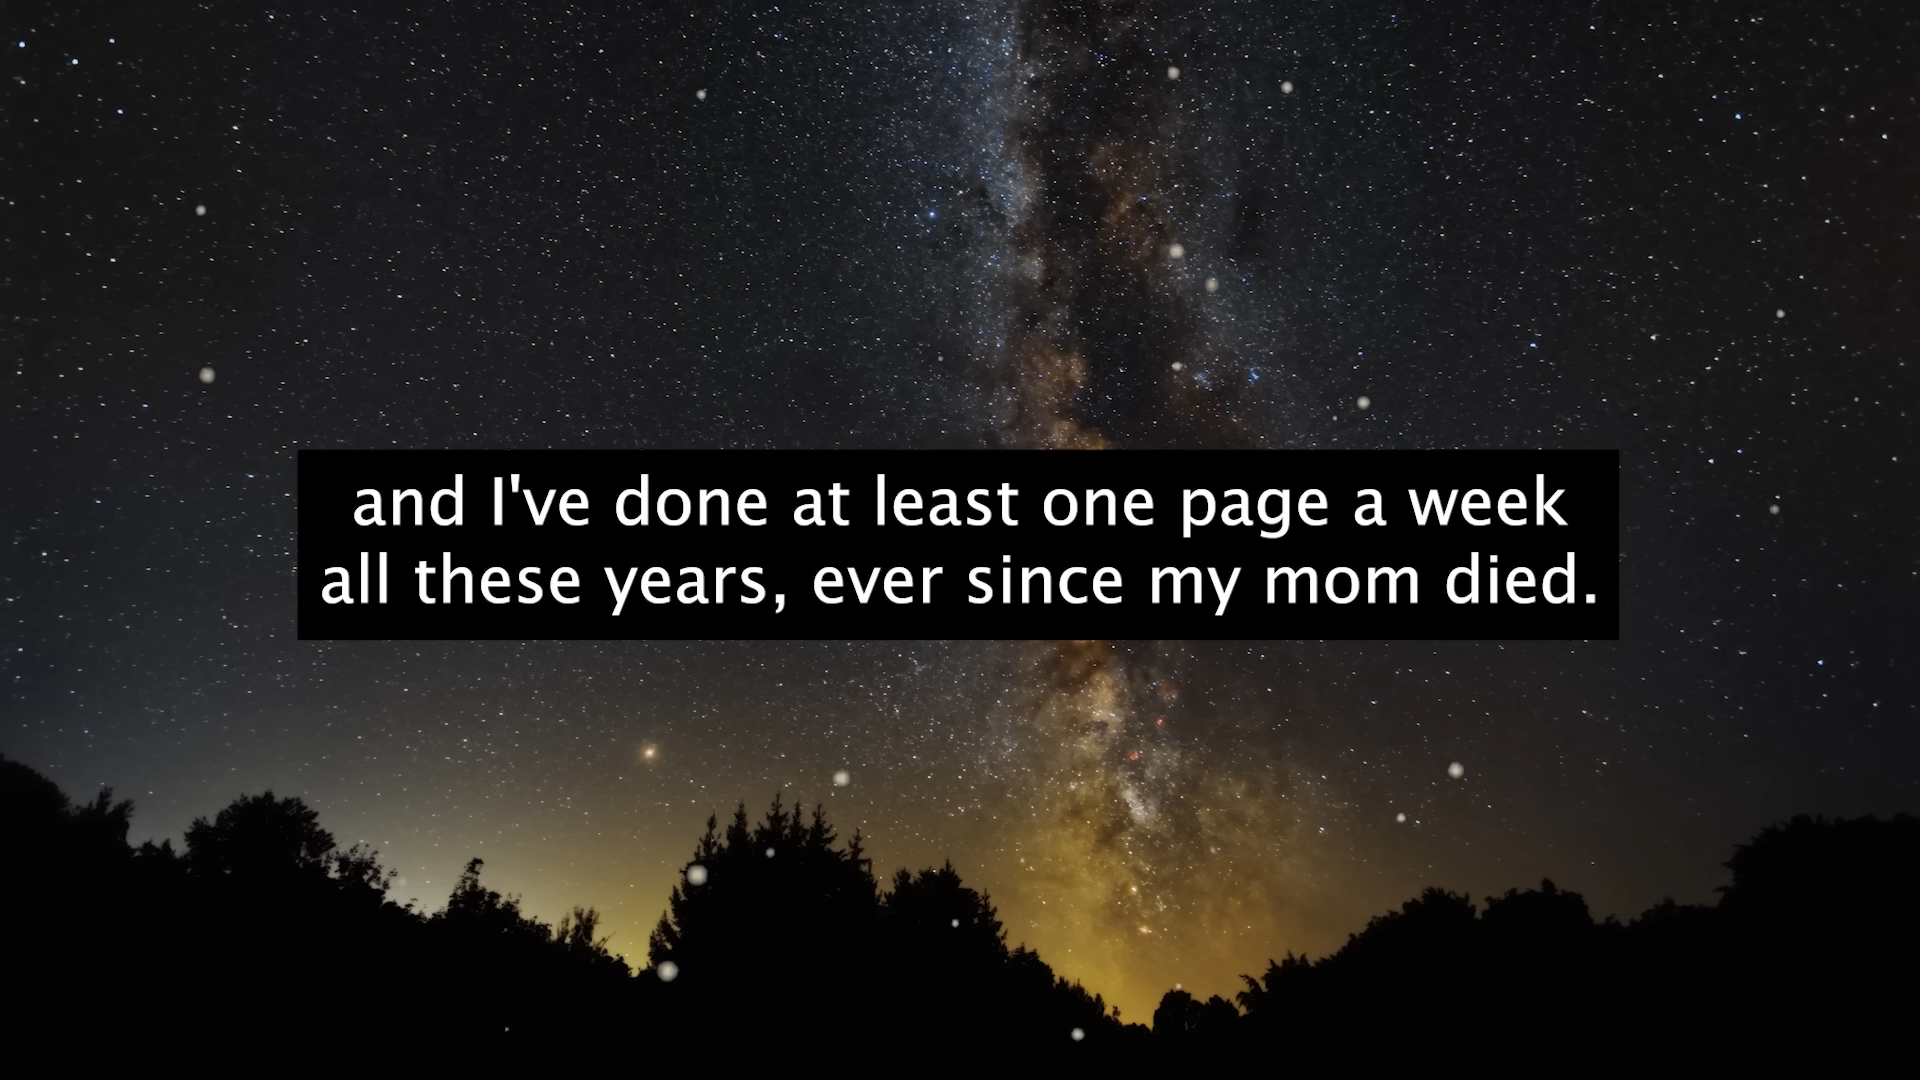 and I've done at least one page a week
all these years, ever since my mom died.